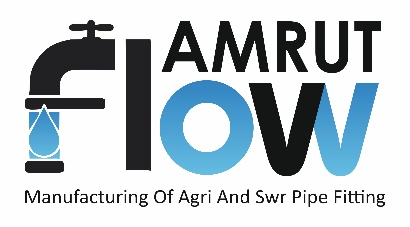 AMRUT
flow
Manufacturing Of Agri And Swr Pipe Fitting